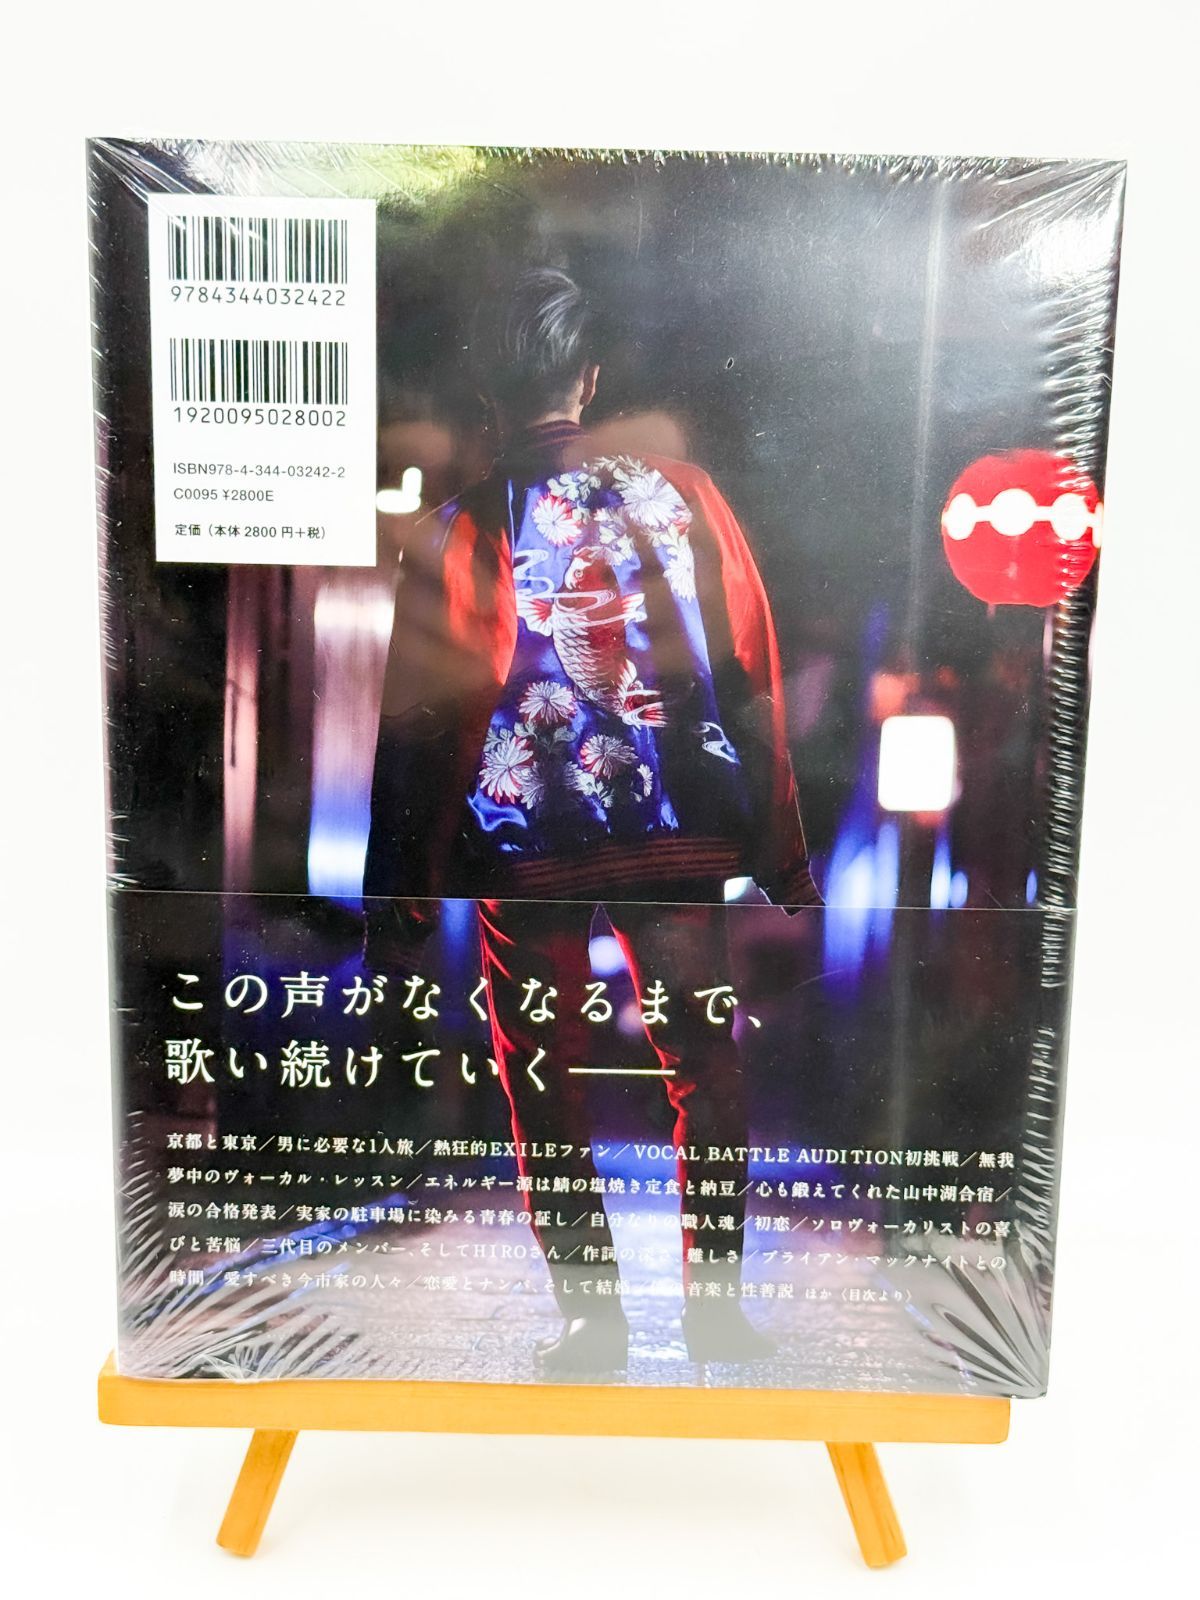 9784344032422
1920095028002
ISBN978-4-344-03242-2
C0095 ¥2800E
定価（本体 2800 円＋税）
この声がなくなるまで、
歌い続けていく――
京都と東京／男に必要な1人旅／熱狂的EXILEファン／VOCAL BATTLE AUDITION初挑戦／無我
夢中のヴォーカル・レッスン／エネルギー源は鯖の塩焼き定食と納豆／心も鍛えてくれた山中湖合宿／
涙の合格発表／実家の駐車場に染みる青春の証し／自分なりの職人魂／初恋／ソロヴォーカリストの喜
びと苦悩／三代目のメンバー、そしてHIROさん／作詞の深さ、難しさ／ブライアン・マックナイトとの
時間／愛すべき今市家の人々／恋愛とナンパ、そして結婚／ 音楽と性善説 ほか〈目次より〉